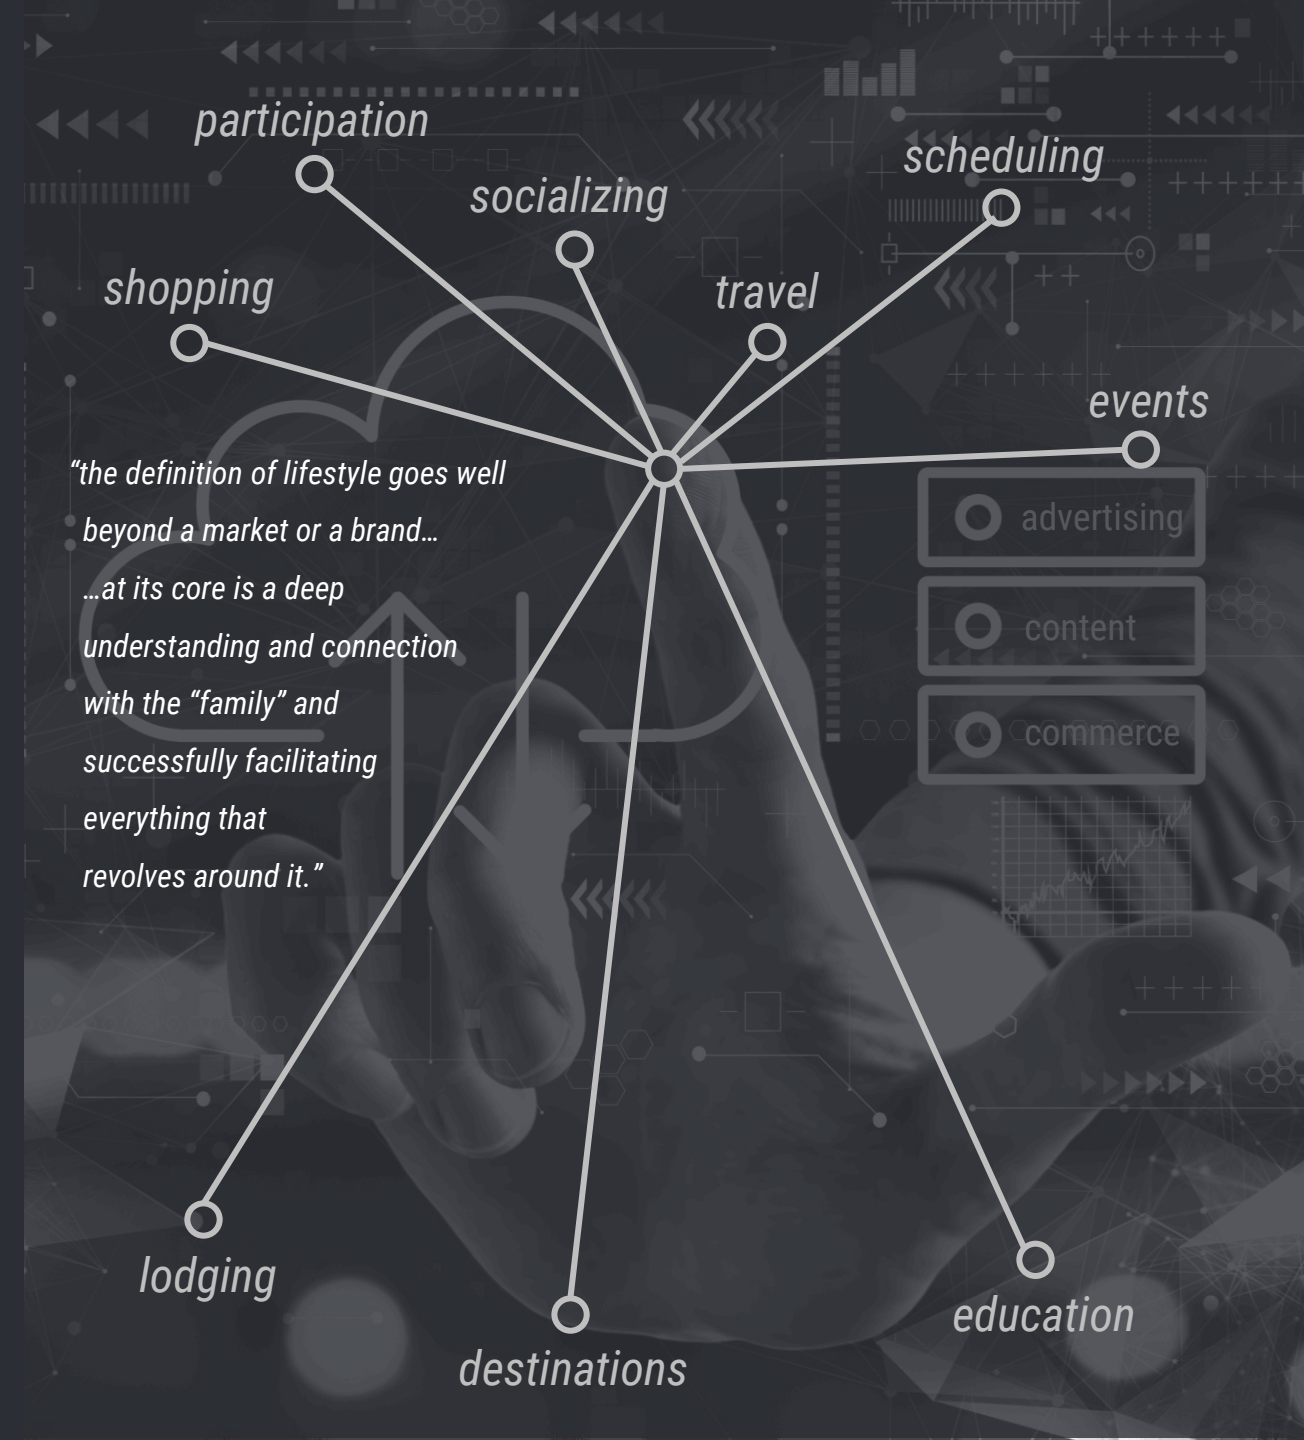 participation
scheduling
socializing
shopping
travel
events
“the definition of lifestyle goes well
beyond a market or a brand…
…at its core is a deep
understanding and connection
with the “family” and
successfully facilitating
everything that
revolves around it.”
advertising
content
commerce
lodging
education
destinations